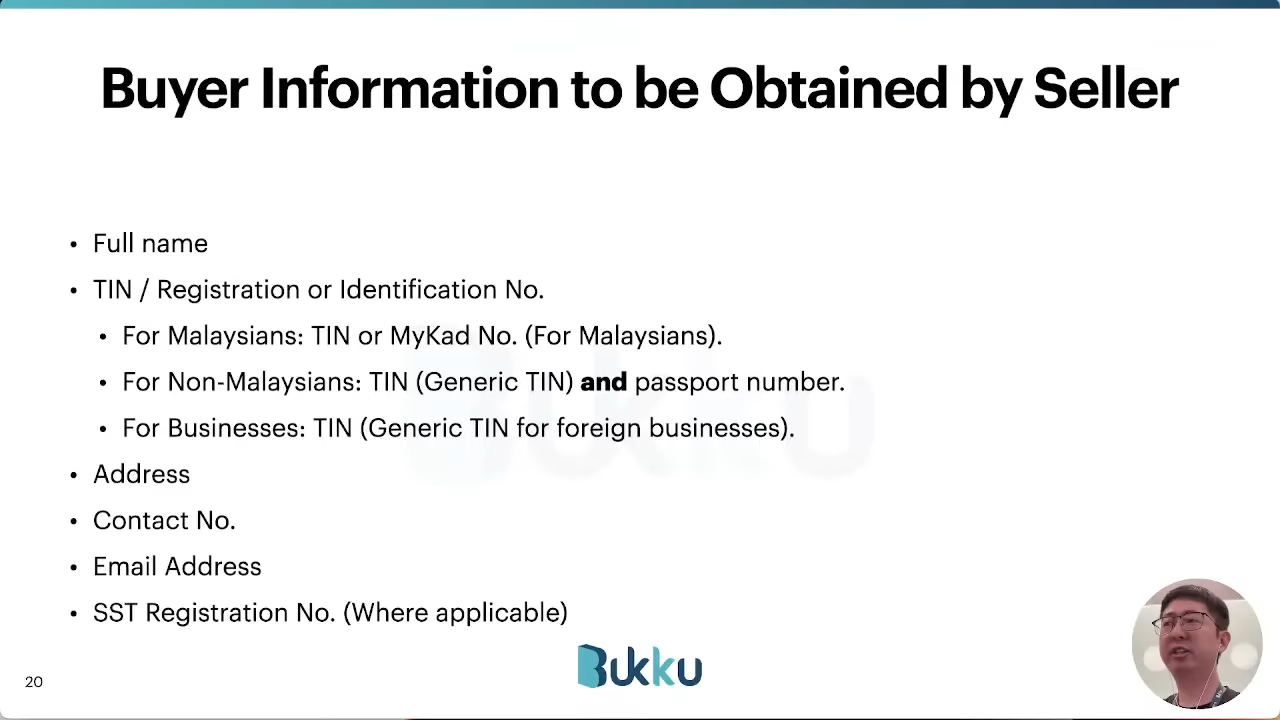 Buyer Information to be Obtained by Seller
• Full name
• TIN / Registration or Identification No.
• For Malaysians: TIN or MyKad No. (For Malaysians).
• For Non-Malaysians: TIN (Generic TIN) and passport number.
• For Businesses: TIN (Generic TIN for foreign businesses).
• Address
• Contact No.
• Email Address
• SST Registration No. (Where applicable)
Bukku
20
Bukku